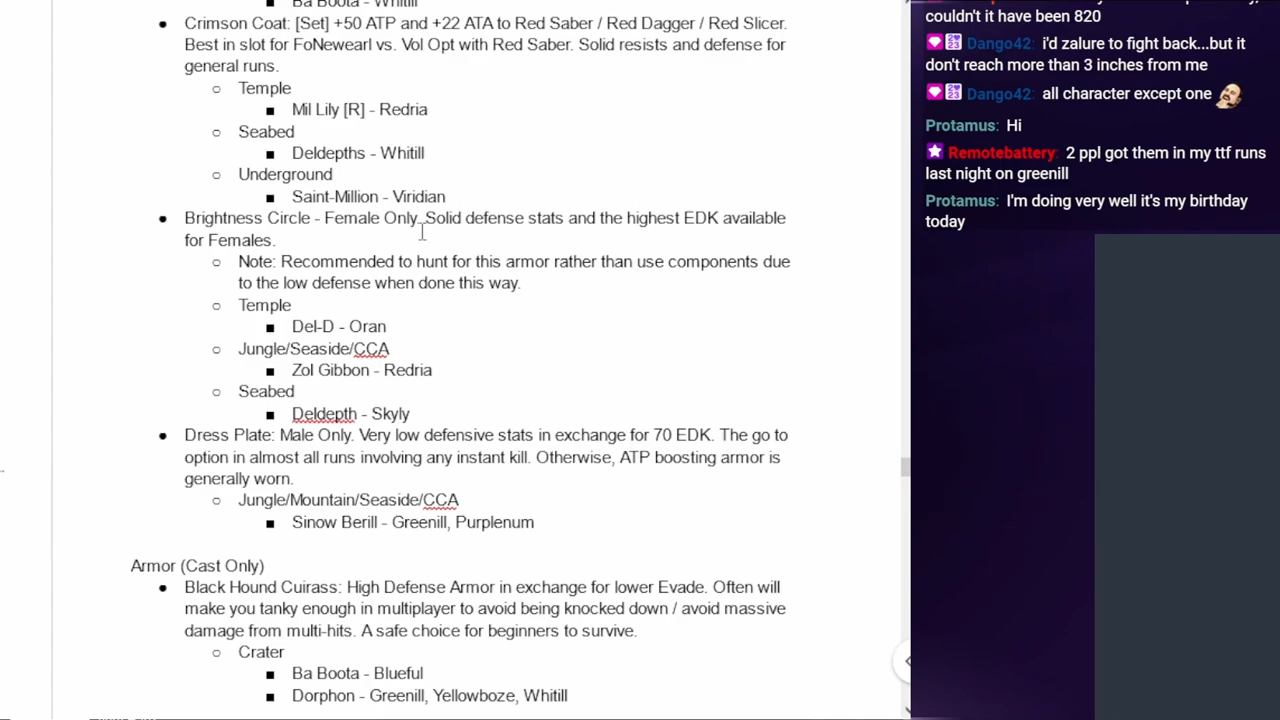 Ba Boota - Whitill
Crimson Coat: [Set] +50 ATP and +22 ATA to Red Saber / Red Dagger / Red Slicer.
Best in slot for FoNewearl vs. Vol Opt with Red Saber. Solid resists and defense for
general runs.
Temple
Mil Lily [R] - Redria
Seabed
Deldepths - Whitill
Underground
Saint-Million - Viridian
Brightness Circle - Female Only. Solid defense stats and the highest EDK available
for Females.
Note: Recommended to hunt for this armor rather than use components due
to the low defense when done this way.
Temple
Del-D - Oran
Jungle/Seaside/CCA
Zol Gibbon - Redria
Seabed
Deldepth - Skyly
Dress Plate: Male Only. Very low defensive stats in exchange for 70 EDK. The go to
option in almost all runs involving any instant kill. Otherwise, ATP boosting armor is
generally worn.
Jungle/Mountain/Seaside/CCA
Sinow Berill - Greenill, Purplenum
Armor (Cast Only)
Black Hound Cuirass: High Defense Armor in exchange for lower Evade. Often will
make you tanky enough in multiplayer to avoid being knocked down / avoid massive
damage from multi-hits. A safe choice for beginners to survive.
Crater
Ba Boota - Blueful
Dorphon - Greenill, Yellowboze, Whitill
couldn't it have been 820
Dango42: i'd zalure to fight back...but it
don't reach more than 3 inches from me
Dango42: all character except one
Protamus: Hi
Remotebattery: 2 ppl got them in my ttf runs
last night on greenill
Protamus: I'm doing very well it's my birthday
today